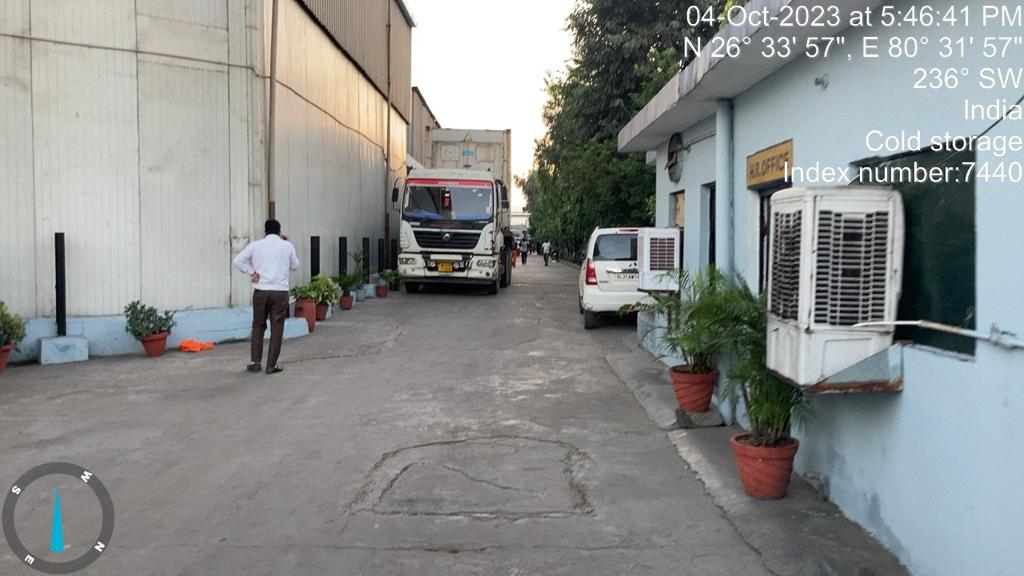 04-Oct-2023 at 5:46:41 PM
N 26° 33' 57", E 80° 31' 57"
236° SW
India
Cold storage
Index number:7440
H.R.OFFICE
S
W
E
N